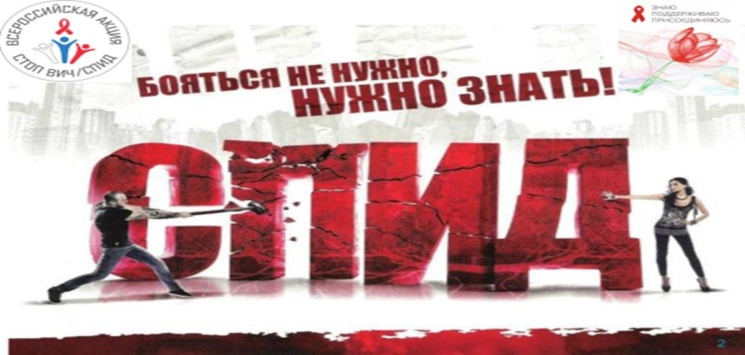 ВСЕРОССИЙСКАЯ АКЦИЯ
СТОП ВИЧ/СПИД
ЗНАЮ
ПОДДЕРЖИВАЮ
ПРИСОЕДИНЯЮСЬ
БОЯТЬСЯ НЕ НУЖНО,
НУЖНО ЗНАТЬ!
СПИД
2